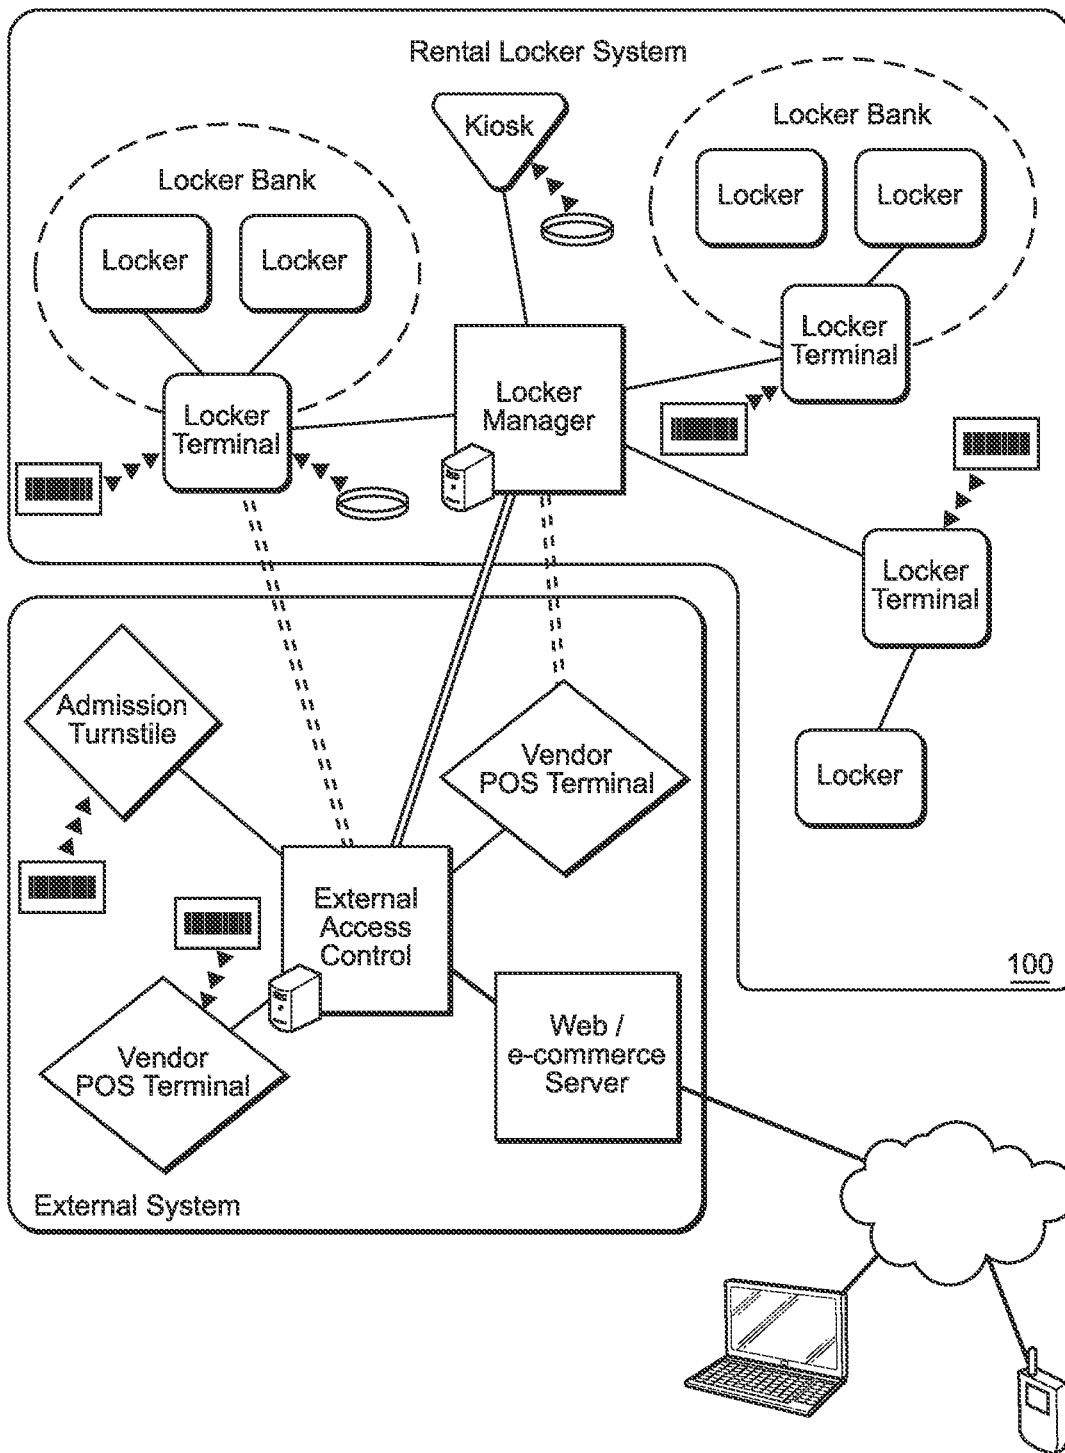 Rental Locker System
Kiosk
Locker Bank
Locker
Locker
Locker Bank
Locker
Locker
Locker
Terminal
Locker
Manager
Locker
Terminal
Locker
Terminal
Locker
Admission
Turnstile
Vendor
POS Terminal
External
Access
Control
100
Web /
e-commerce
Server
Vendor
POS Terminal
External System